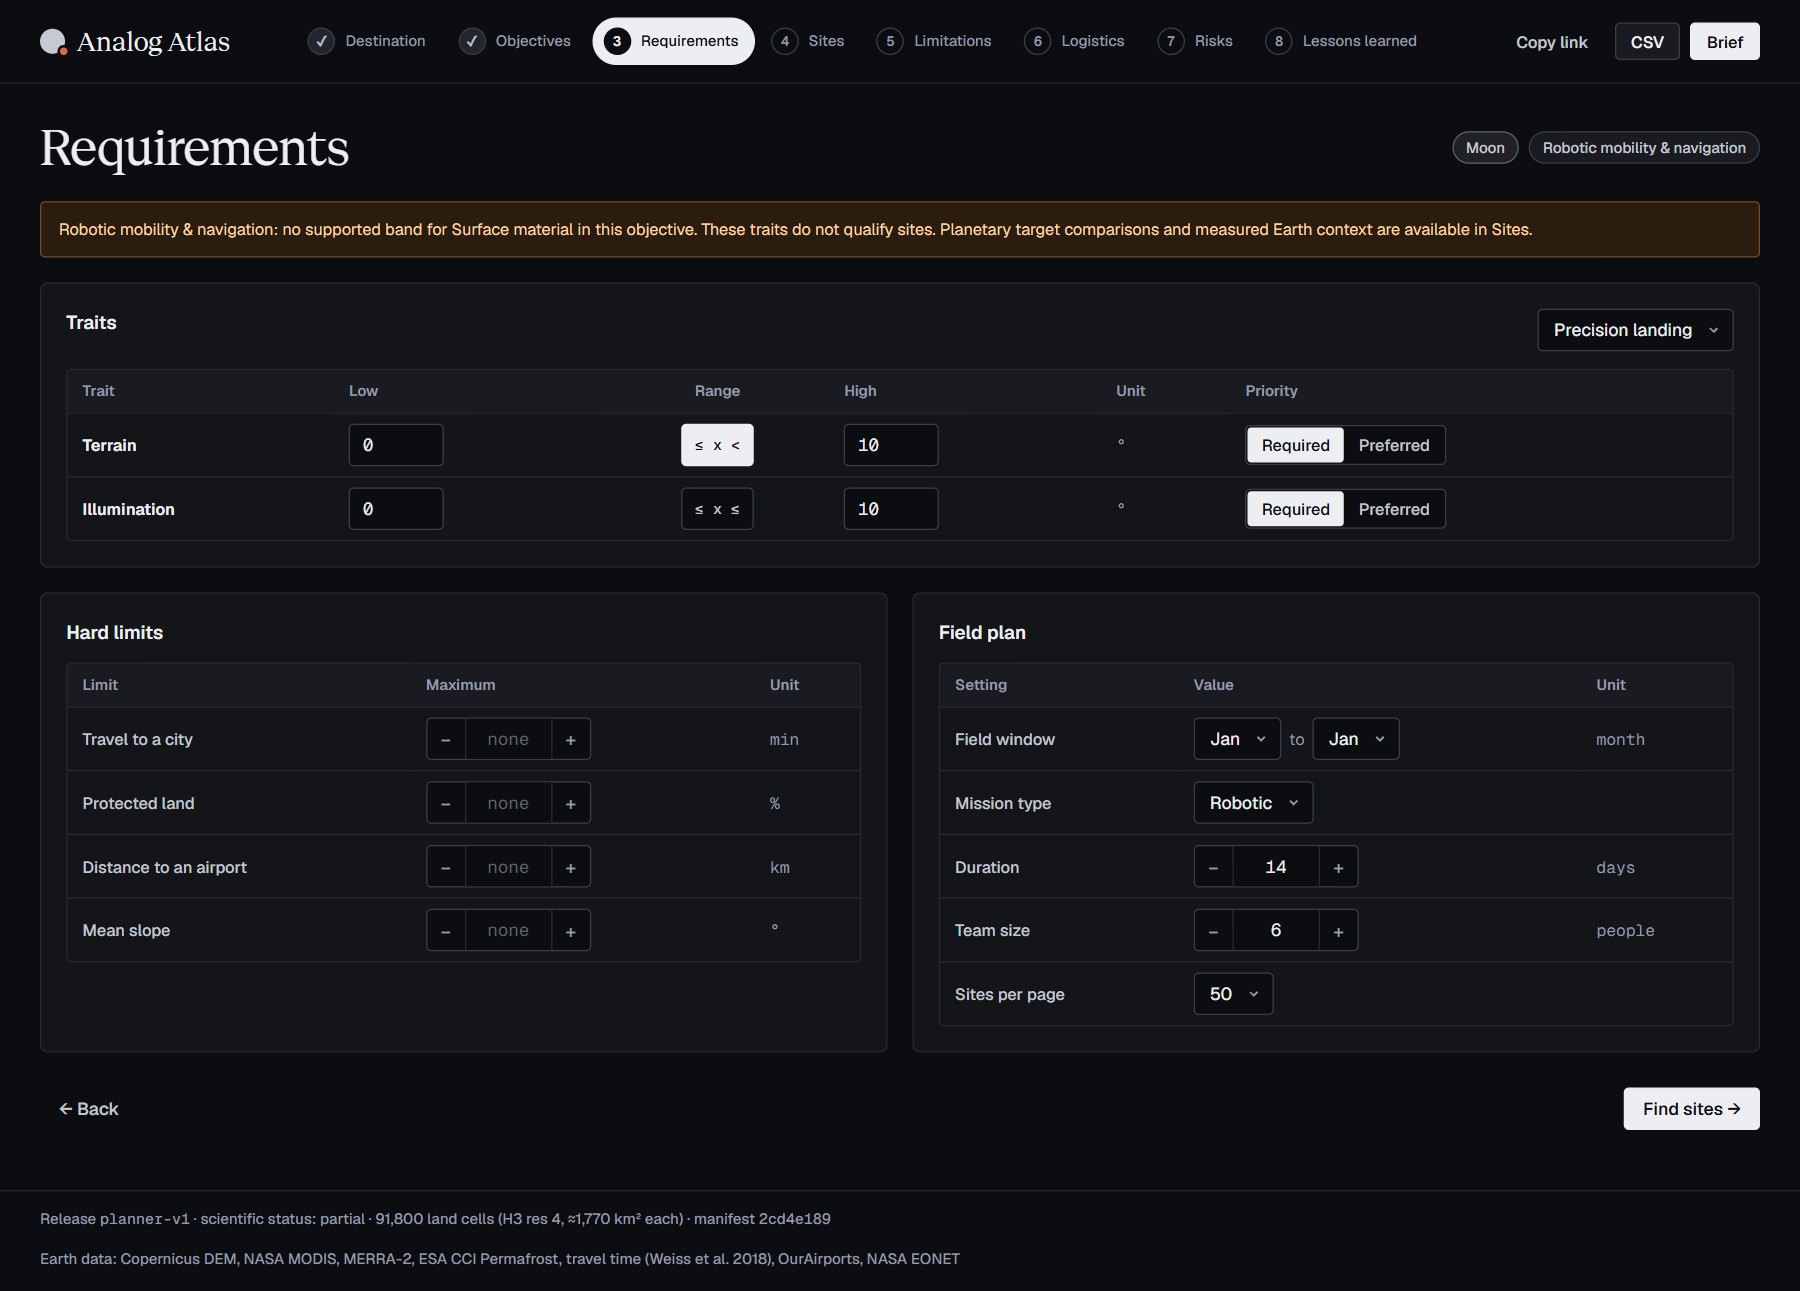 Analog Atlas
✓ Destination
✓ Objectives
3 Requirements
4 Sites
5 Limitations
6 Logistics
7 Risks
8 Lessons learned
Copy link
CSV
Brief
Requirements
Moon
Robotic mobility & navigation
Robotic mobility & navigation: no supported band for Surface material in this objective. These traits do not qualify sites. Planetary target comparisons and measured Earth context are available in Sites.
Traits
Precision landing
Trait Low Range High Unit Priority
Terrain 0 ≤ x < 10 ° Required Preferred
Illumination 0 ≤ x ≤ 10 ° Required Preferred
Hard limits
Limit Maximum Unit
Travel to a city − none + min
Protected land − none + %
Distance to an airport − none + km
Mean slope − none + °
Field plan
Setting Value Unit
Field window Jan to Jan month
Mission type Robotic
Duration − 14 + days
Team size − 6 + people
Sites per page 50
← Back
Find sites →
Release planner-v1 · scientific status: partial · 91,800 land cells (H3 res 4, ≈1,770 km² each) · manifest 2cd4e189
Earth data: Copernicus DEM, NASA MODIS, MERRA-2, ESA CCI Permafrost, travel time (Weiss et al. 2018), OurAirports, NASA EONET